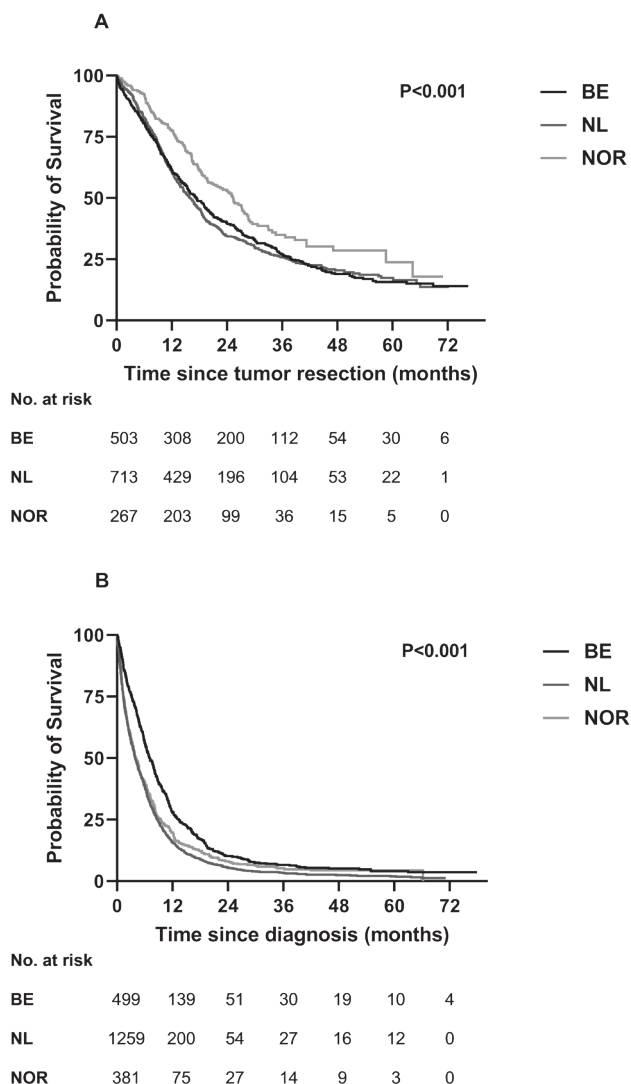 A
100
75
50
25
0
Probability of Survival
P<0.001
BE
NL
NOR
0 12 24 36 48 60 72
Time since tumor resection (months)
No. at risk
BE 503 308 200 112 54 30 6
NL 713 429 196 104 53 22 1
NOR 267 203 99 36 15 5 0
B
100
75
50
25
0
Probability of Survival
P<0.001
BE
NL
NOR
0 12 24 36 48 60 72
Time since diagnosis (months)
No. at risk
BE 499 139 51 30 19 10 4
NL 1259 200 54 27 16 12 0
NOR 381 75 27 14 9 3 0